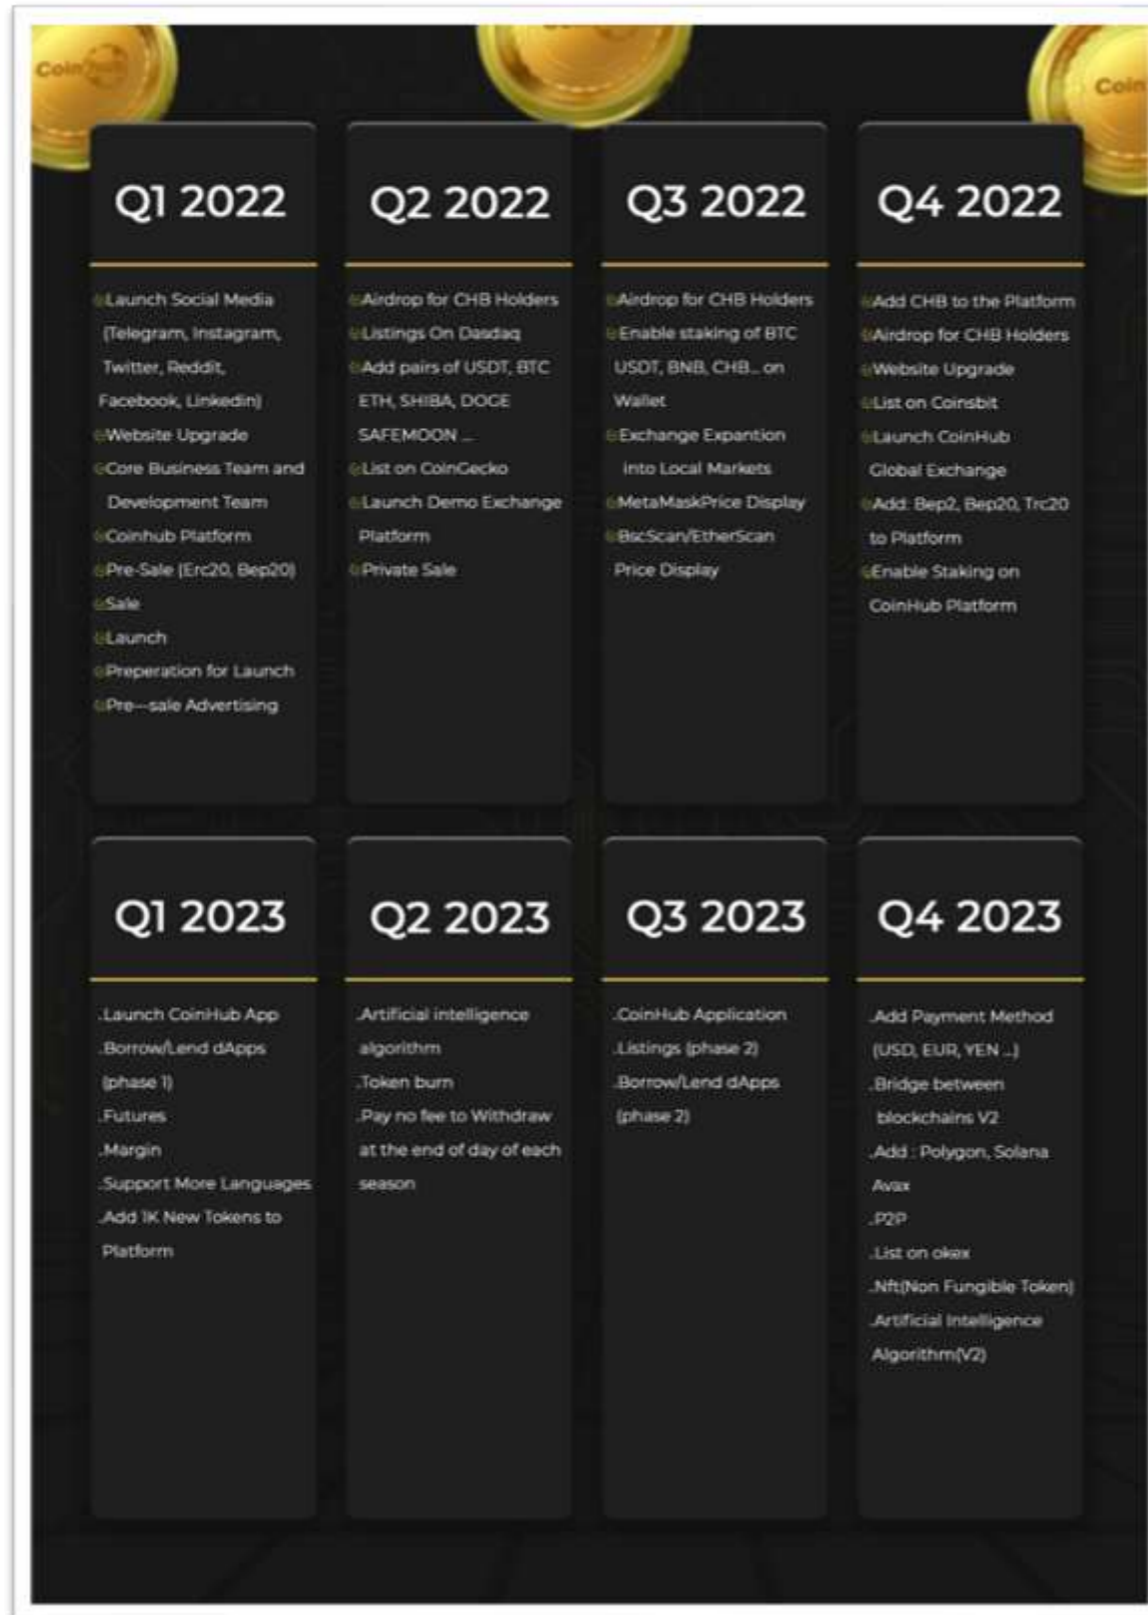 Coin
Coin
Q1 2022
Launch Social Media
(Telegram, Instagram,
Twitter, Reddit,
Facebook, Linkedin)
Website Upgrade
Core Business Team and
Development Team
Coinhub Platform
Pre-Sale (Erc20, Bep20)
Sale
Launch
Preperation for Launch
Pre—sale Advertising
Q2 2022
Airdrop for CHB Holders
Listings On Dasdaq
Add pairs of USDT, BTC
ETH, SHIBA, DOGE
SAFEMOON ...
List on CoinGecko
Launch Demo Exchange
Platform
Private Sale
Q3 2022
Airdrop for CHB Holders
Enable staking of BTC
USDT, BNB, CHB... on
Wallet
Exchange Expantion
into Local Markets
MetaMaskPrice Display
BscScan/EtherScan
Price Display
Q4 2022
Add CHB to the Platform
Airdrop for CHB Holders
Website Upgrade
List on Coinsbit
Launch CoinHub
Global Exchange
Add: Bep2, Bep20, Trc20
to Platform
Enable Staking on
CoinHub Platform
Q1 2023
.Launch CoinHub App
.Borrow/Lend dApps
(phase 1)
.Futures
.Margin
.Support More Languages
.Add 1K New Tokens to
Platform
Q2 2023
.Artificial intelligence
algorithm
.Token burn
.Pay no fee to Withdraw
at the end of day of each
season
Q3 2023
.CoinHub Application
.Listings (phase 2)
.Borrow/Lend dApps
(phase 2)
Q4 2023
.Add Payment Method
(USD, EUR, YEN ...)
.Bridge between
blockchains V2
.Add : Polygon, Solana
Avax
.P2P
.List on okex
.Nft(Non Fungible Token)
.Artificial Intelligence
Algorithm(V2)